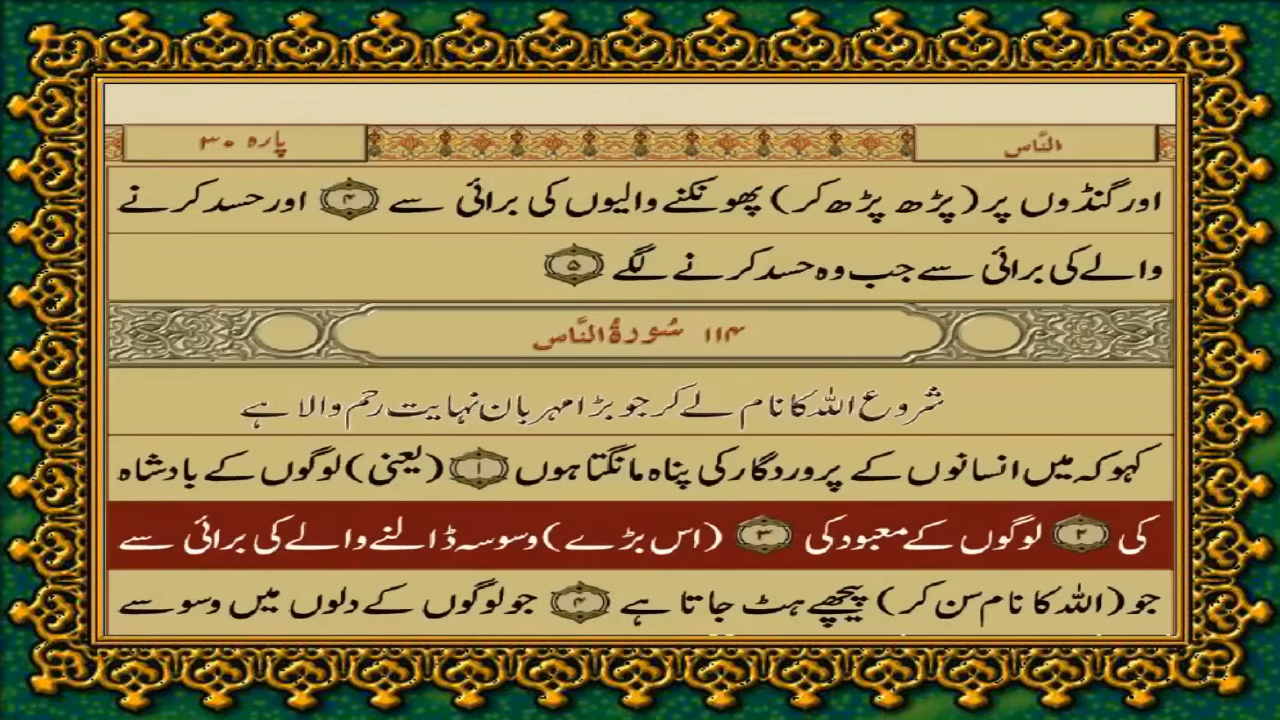 النَّاس
پارہ ۳۰
اور گنڈوں پر (پڑھ پڑھ کر) پھونکنے والیوں کی برائی سے ۴ اور حسد کرنے
والے کی برائی سے جب وہ حسد کرنے لگے ۵
۱۱۴ سُورةُ النَّاس
شروع اللہ کا نام لے کر جو بڑا مہربان نہایت رحم والا ہے
کہو کہ میں انسانوں کے پروردگار کی پناہ مانگتا ہوں ۱ (یعنی) لوگوں کے بادشاہ
کی ۲ لوگوں کے معبود کی ۳ (اس بڑے) وسوسہ ڈالنے والے کی برائی سے
جو (اللہ کا نام سن کر) پیچھے ہٹ جاتا ہے ۴ جو لوگوں کے دلوں میں وسوسے